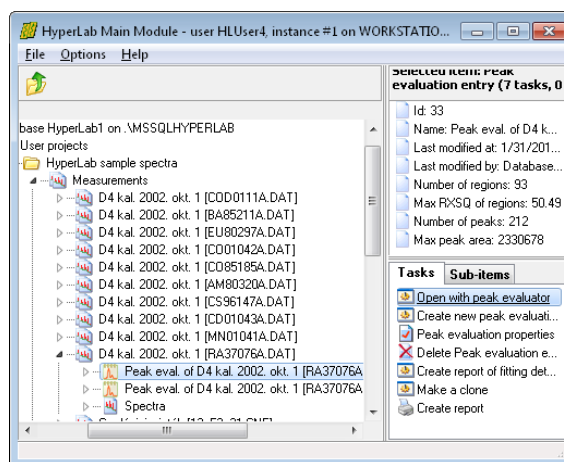 HyperLab Main Module - user HLUser4, instance #1 on WORKSTATIO...
File Options Help
base HyperLab1 on .\MSSQLHYPERLAB
User projects
HyperLab sample spectra
Measurements
D4 kal. 2002. okt. 1 [COD0111A.DAT]
D4 kal. 2002. okt. 1 [BA85211A.DAT]
D4 kal. 2002. okt. 1 [EU80297A.DAT]
D4 kal. 2002. okt. 1 [CO01042A.DAT]
D4 kal. 2002. okt. 1 [CO85185A.DAT]
D4 kal. 2002. okt. 1 [AM80320A.DAT]
D4 kal. 2002. okt. 1 [CS96147A.DAT]
D4 kal. 2002. okt. 1 [CD01043A.DAT]
D4 kal. 2002. okt. 1 [MN01041A.DAT]
D4 kal. 2002. okt. 1 [RA37076A.DAT]
Peak eval. of D4 kal. 2002. okt. 1 [RA37076A
Peak eval. of D4 kal. 2002. okt. 1 [RA37076A
Spectra
Selected item: Peak
evaluation entry (7 tasks, 0
Id: 33
Name: Peak eval. of D4 k...
Last modified at: 1/31/201...
Last modified by: Database...
Number of regions: 93
Max RXSQ of regions: 50.49
Number of peaks: 212
Max peak area: 2330678
Tasks Sub-items
Open with peak evaluator
Create new peak evaluati...
Peak evaluation properties
Delete Peak evaluation e...
Create report of fitting det...
Make a clone
Create report